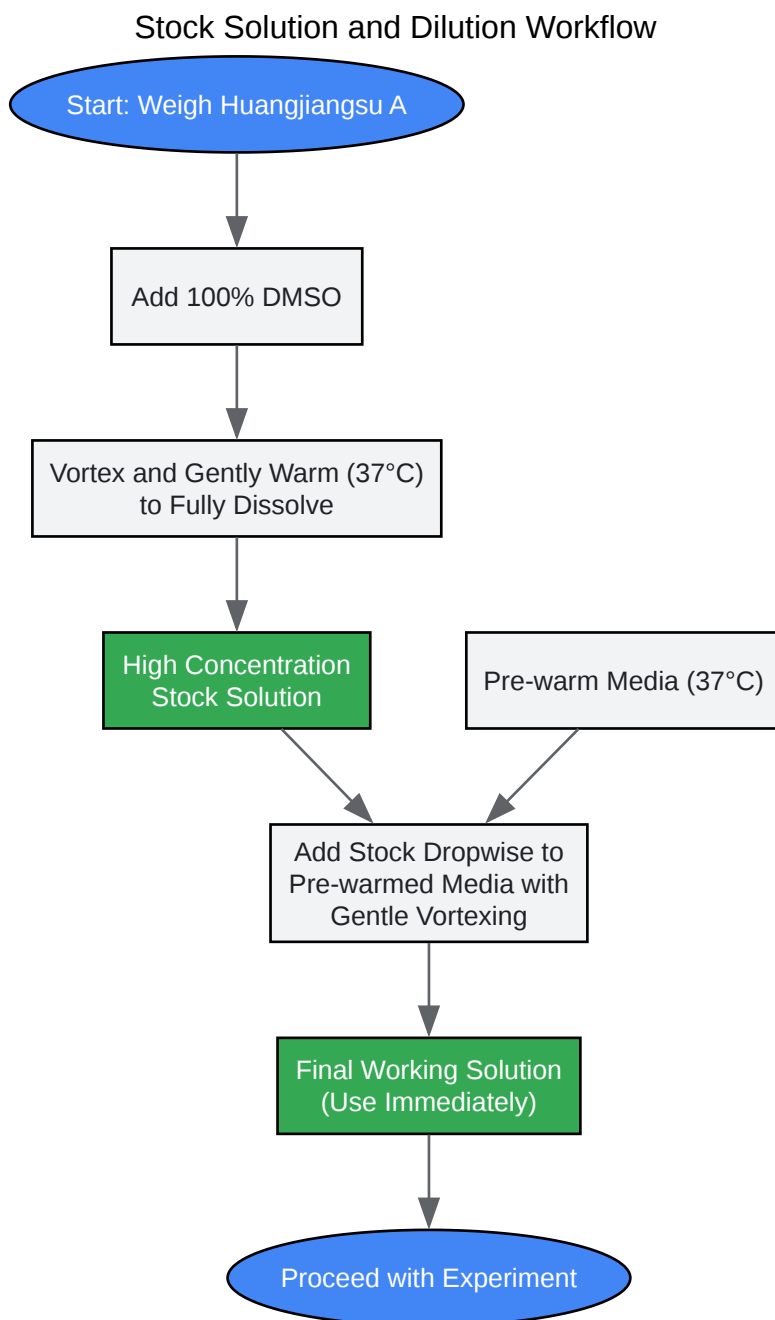 Stock Solution and Dilution Workflow
Start: Weigh Huangjiangsu A
Add 100% DMSO
Vortex and Gently Warm (37°C)
to Fully Dissolve
High Concentration
Stock Solution
Pre-warm Media (37°C)
Add Stock Dropwise to
Pre-warmed Media with
Gentle Vortexing
Final Working Solution
(Use Immediately)
Proceed with Experiment